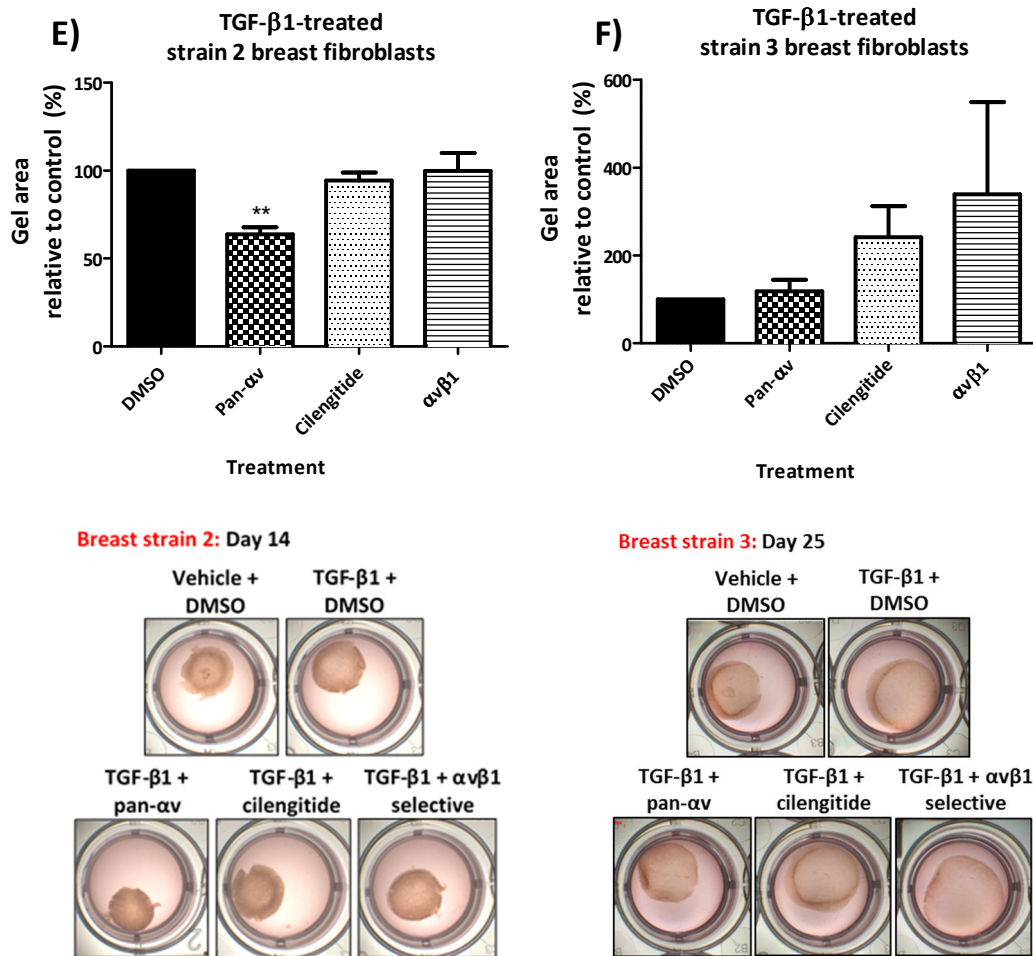 E)
TGF-β1-treated
strain 2 breast fibroblasts
Gel area
relative to control (%)
150
100
50
0
**
DMSO
Pan-αv
Cilengitide
αvβ1
Treatment
F)
TGF-β1-treated
strain 3 breast fibroblasts
Gel area
relative to control (%)
600
400
200
0
DMSO
Pan-αv
Cilengitide
αvβ1
Treatment
Breast strain 2: Day 14
Vehicle +
DMSO
TGF-β1 +
DMSO
TGF-β1 +
pan-αv
TGF-β1 +
cilengitide
TGF-β1 + αvβ1
selective
Breast strain 3: Day 25
Vehicle +
DMSO
TGF-β1 +
DMSO
TGF-β1 +
pan-αv
TGF-β1 +
cilengitide
TGF-β1 + αvβ1
selective